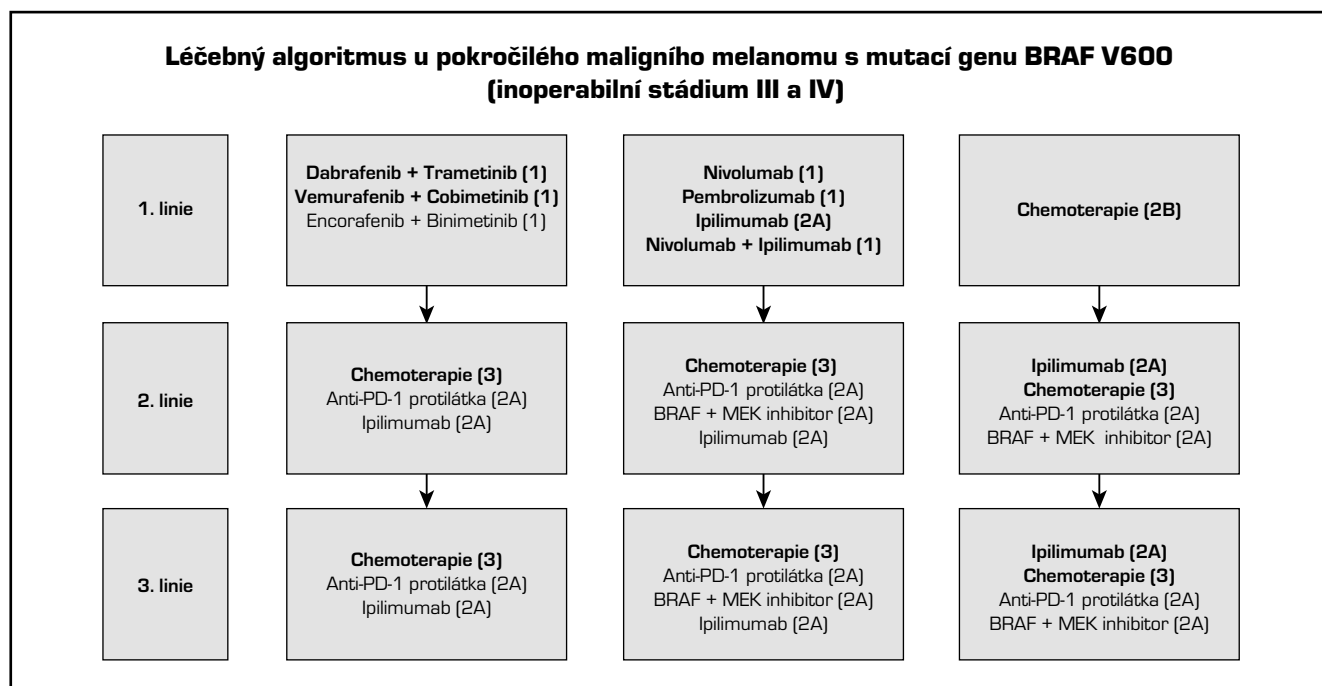 Léčebný algoritmus u pokročilého maligního melanomu s mutací genu BRAF V600
(inoperabilní stádium III a IV)
1. linie
Dabrafenib + Trametinib (1)
Vemurafenib + Cobimetinib (1)
Encorafenib + Binimetinib (1)
Nivolumab (1)
Pembrolizumab (1)
Ipilimumab (2A)
Nivolumab + Ipilimumab (1)
Chemoterapie (2B)
2. linie
Chemoterapie (3)
Anti-PD-1 protilátka (2A)
Ipilimumab (2A)
Chemoterapie (3)
Anti-PD-1 protilátka (2A)
BRAF + MEK inhibitor (2A)
Ipilimumab (2A)
Ipilimumab (2A)
Chemoterapie (3)
Anti-PD-1 protilátka (2A)
BRAF + MEK inhibitor (2A)
3. linie
Chemoterapie (3)
Anti-PD-1 protilátka (2A)
Ipilimumab (2A)
Chemoterapie (3)
Anti-PD-1 protilátka (2A)
BRAF + MEK inhibitor (2A)
Ipilimumab (2A)
Ipilimumab (2A)
Chemoterapie (3)
Anti-PD-1 protilátka (2A)
BRAF + MEK inhibitor (2A)